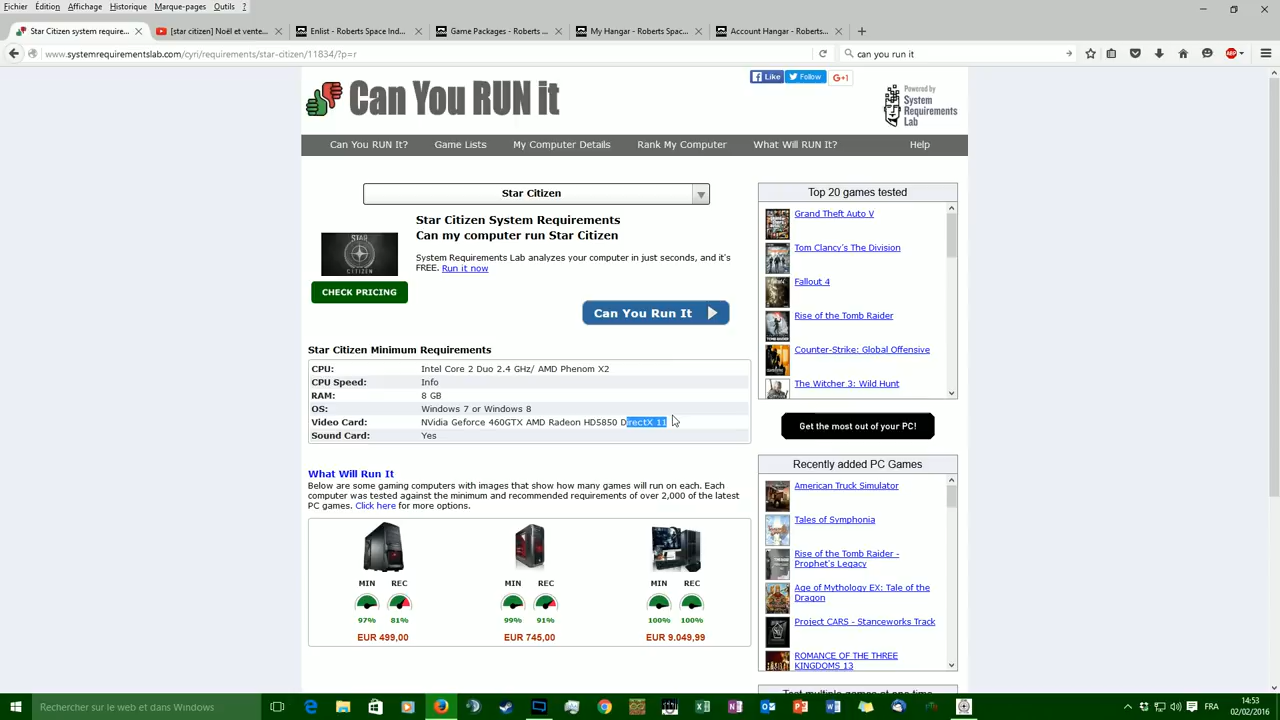 Fichier Édition Affichage Historique Marque-pages Outils ?
Star Citizen system require...
[star citizen] Noël et vente...
Enlist - Roberts Space Ind...
Game Packages - Roberts ...
My Hangar - Roberts Spac...
Account Hangar - Roberts...
www.systemrequirementslab.com/cyri/requirements/star-citizen/11834/?p=r
can you run it
Like
Follow
G+1
Can You RUN it
Powered by
System
Requirements
Lab
Can You RUN It?
Game Lists
My Computer Details
Rank My Computer
What Will RUN It?
Help
Star Citizen
STAR
CITIZEN
Star Citizen System Requirements
Can my computer run Star Citizen
System Requirements Lab analyzes your computer in just seconds, and it's
FREE. Run it now
CHECK PRICING
Can You Run It
Star Citizen Minimum Requirements
CPU: Intel Core 2 Duo 2.4 GHz/ AMD Phenom X2
CPU Speed: Info
RAM: 8 GB
OS: Windows 7 or Windows 8
Video Card: NVidia Geforce 460GTX AMD Radeon HD5850 DirectX 11
Sound Card: Yes
What Will Run It
Below are some gaming computers with images that show how many games will run on each. Each
computer was tested against the minimum and recommended requirements of over 2,000 of the latest
PC games. Click here for more options.
MIN REC MIN REC MIN REC
97% 81% 99% 91% 100% 100%
EUR 499,00 EUR 745,00 EUR 9.049,99
Top 20 games tested
Grand Theft Auto V
Tom Clancy's The Division
Fallout 4
Rise of the Tomb Raider
Counter-Strike: Global Offensive
The Witcher 3: Wild Hunt
Get the most out of your PC!
Recently added PC Games
American Truck Simulator
Tales of Symphonia
Rise of the Tomb Raider -
Prophet's Legacy
Age of Mythology EX: Tale of the
Dragon
Project CARS - Stanceworks Track
ROMANCE OF THE THREE
KINGDOMS 13
Test multiple games at one time
Rechercher sur le web et dans Windows
FRA
14:53
02/02/2016